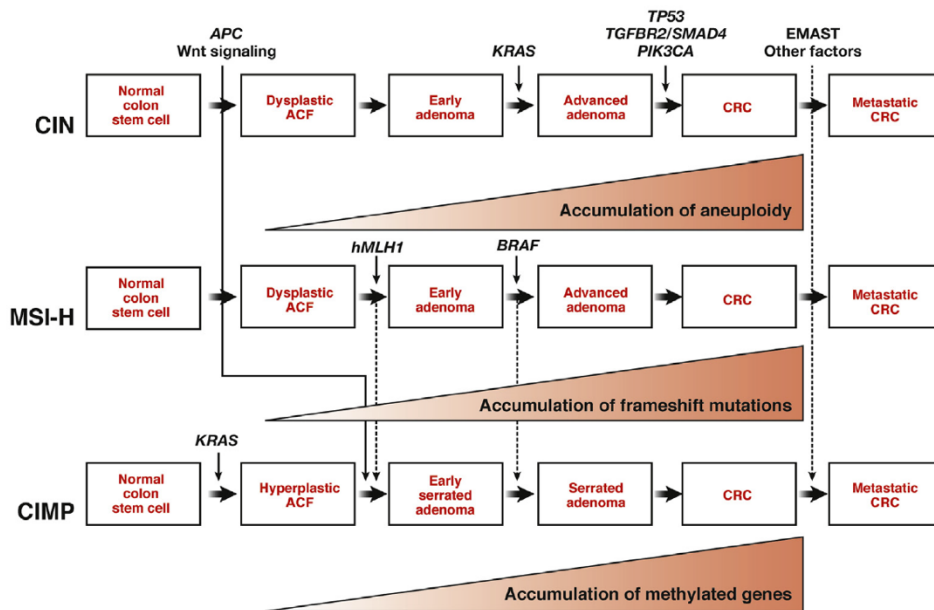 APC
Wnt signaling
KRAS
TP53
TGFBR2/SMAD4
PIK3CA
EMAST
Other factors
CIN
Normal
colon
stem cell
Dysplastic
ACF
Early
adenoma
Advanced
adenoma
CRC
Metastatic
CRC
Accumulation of aneuploidy
hMLH1
BRAF
MSI-H
Normal
colon
stem cell
Dysplastic
ACF
Early
adenoma
Advanced
adenoma
CRC
Metastatic
CRC
Accumulation of frameshift mutations
KRAS
CIMP
Normal
colon
stem cell
Hyperplastic
ACF
Early
serrated
adenoma
Serrated
adenoma
CRC
Metastatic
CRC
Accumulation of methylated genes